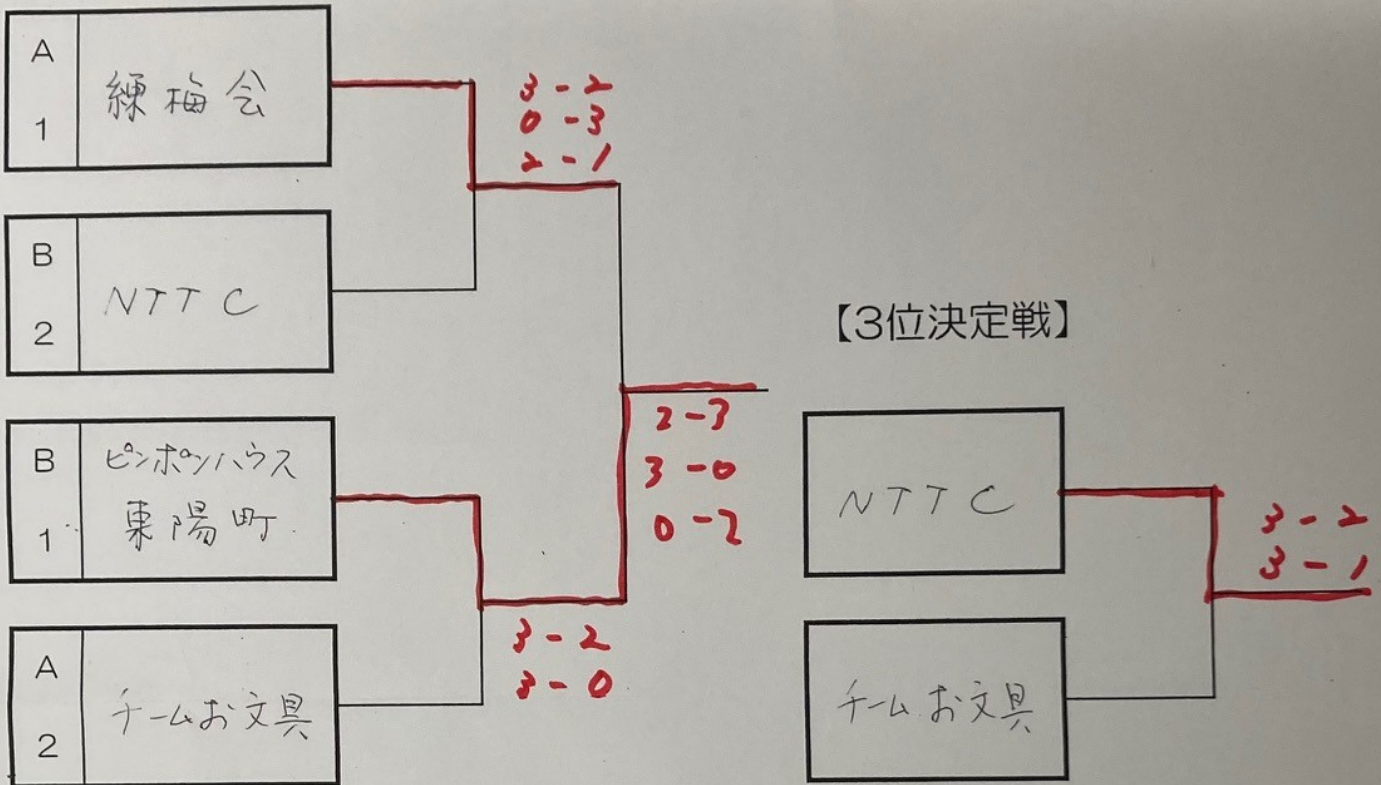 A
1
練梅会
3-2
0-3
2-1
B
2
NTTC
B
1
ピンポンハウス
東陽町
A
2
チームお文具
3-2
3-0
2-3
3-0
0-2
【3位決定戦】
NTTC
チームお文具
3-2
3-1